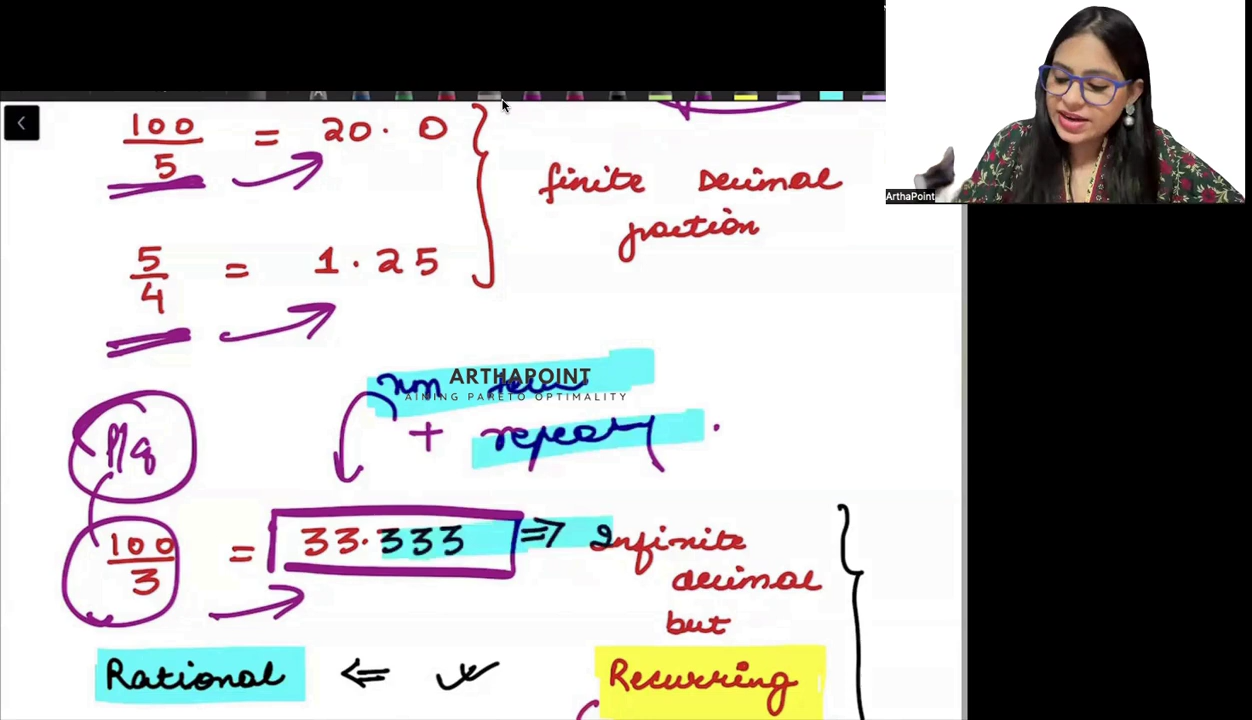 100/5 = 20.0
finite Decimal
fraction
5/4 = 1.25
ArthaPoint
non
ARTHAPOINT
AIMING PARETO OPTIMALITY
+
p/q
100/3 = 33.333 ⇒ Infinite
decimal
but
Rational ⇐ Recurring